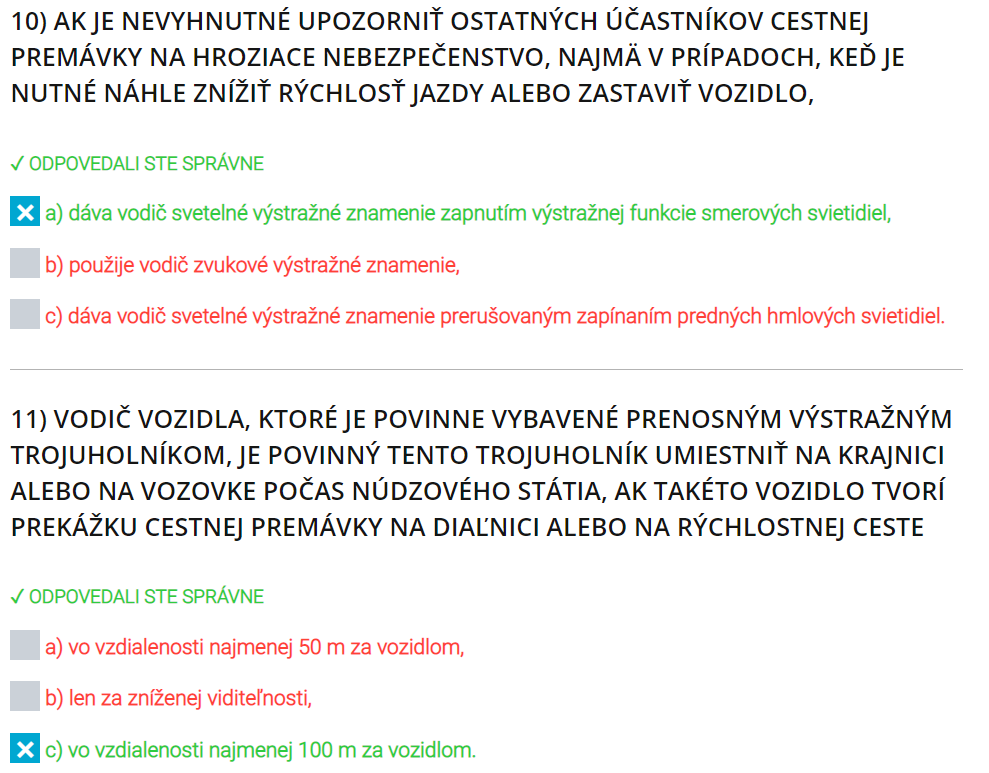 10) AK JE NEVYHNUTNÉ UPOZORNIŤ OSTATNÝCH ÚČASTNÍKOV CESTNEJ
PREMÁVKY NA HROZIACE NEBEZPEČENSTVO, NAJMÄ V PRÍPADOCH, KEĎ JE
NUTNÉ NÁHLE ZNÍŽIŤ RÝCHLOSŤ JAZDY ALEBO ZASTAVIŤ VOZIDLO,
✓ ODPOVEDALI STE SPRÁVNE
a) dáva vodič svetelné výstražné znamenie zapnutím výstražnej funkcie smerových svietidiel,
b) použije vodič zvukové výstražné znamenie,
c) dáva vodič svetelné výstražné znamenie prerušovaným zapínaním predných hmlových svietidiel.
11) VODIČ VOZIDLA, KTORÉ JE POVINNE VYBAVENÉ PRENOSNÝM VÝSTRAŽNÝM
TROJUHOLNÍKOM, JE POVINNÝ TENTO TROJUHOLNÍK UMIESTNIŤ NA KRAJNICI
ALEBO NA VOZOVKE POČAS NÚDZOVÉHO STÁTIA, AK TAKÉTO VOZIDLO TVORÍ
PREKÁŽKU CESTNEJ PREMÁVKY NA DIAĽNICI ALEBO NA RÝCHLOSTNEJ CESTE
✓ ODPOVEDALI STE SPRÁVNE
a) vo vzdialenosti najmenej 50 m za vozidlom,
b) len za zníženej viditeľnosti,
c) vo vzdialenosti najmenej 100 m za vozidlom.